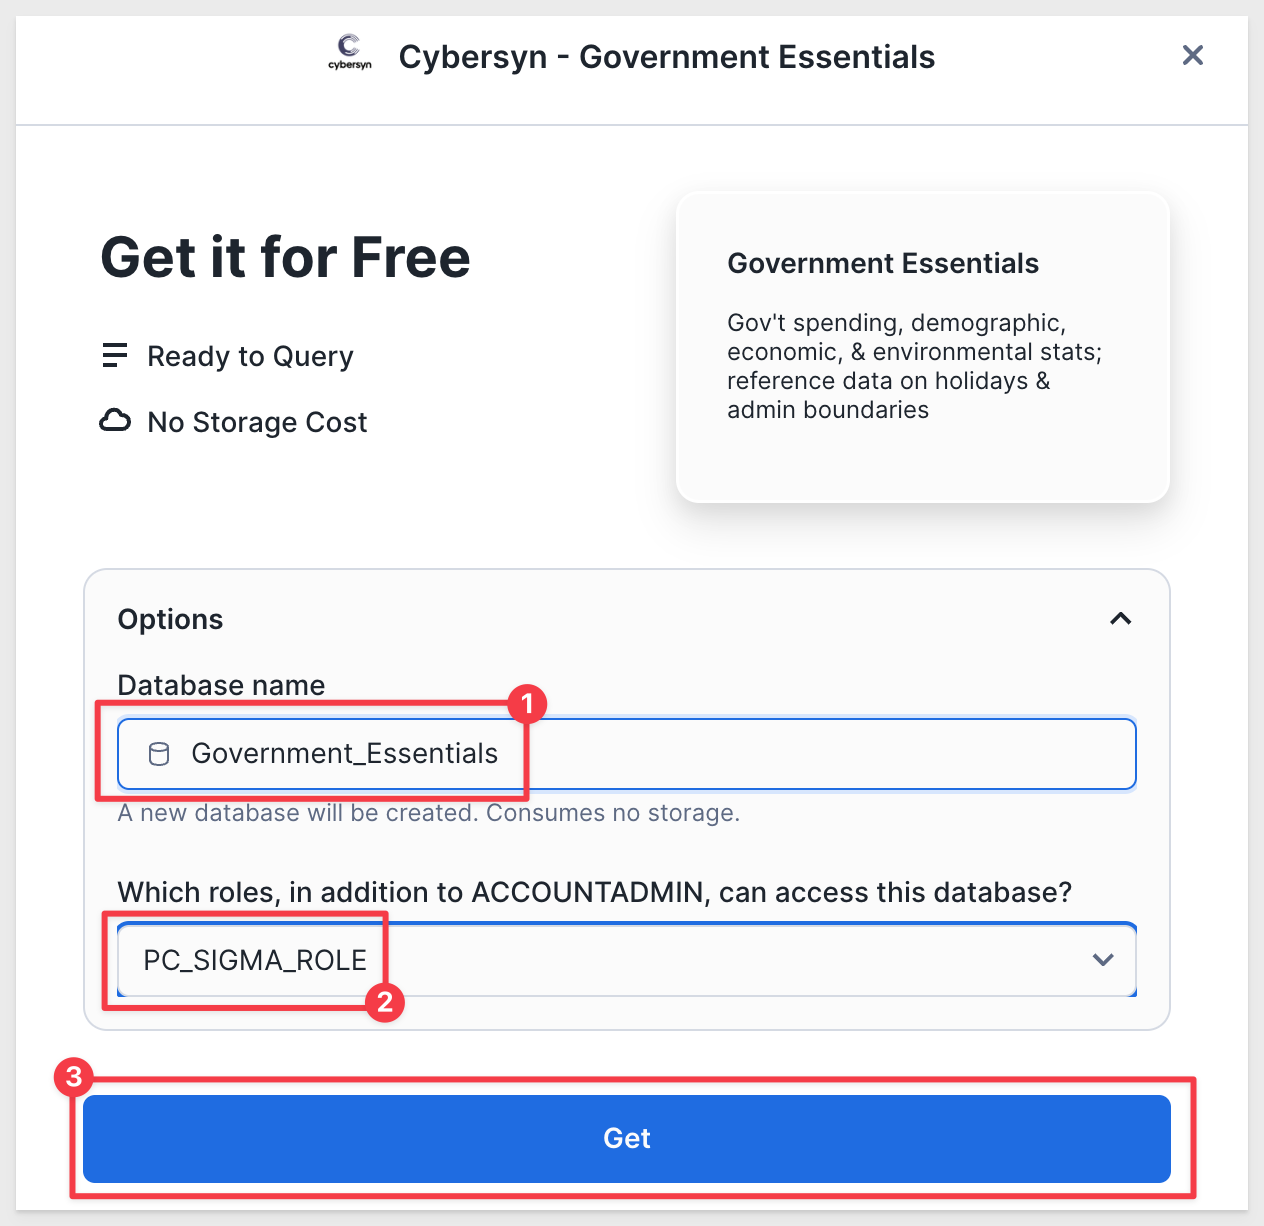 cybersyn
Cybersyn - Government Essentials
Get it for Free
Ready to Query
No Storage Cost
Government Essentials
Gov't spending, demographic,
economic, & environmental stats;
reference data on holidays &
admin boundaries
Options
Database name
1
Government_Essentials
A new database will be created. Consumes no storage.
Which roles, in addition to ACCOUNTADMIN, can access this database?
PC_SIGMA_ROLE
2
3
Get